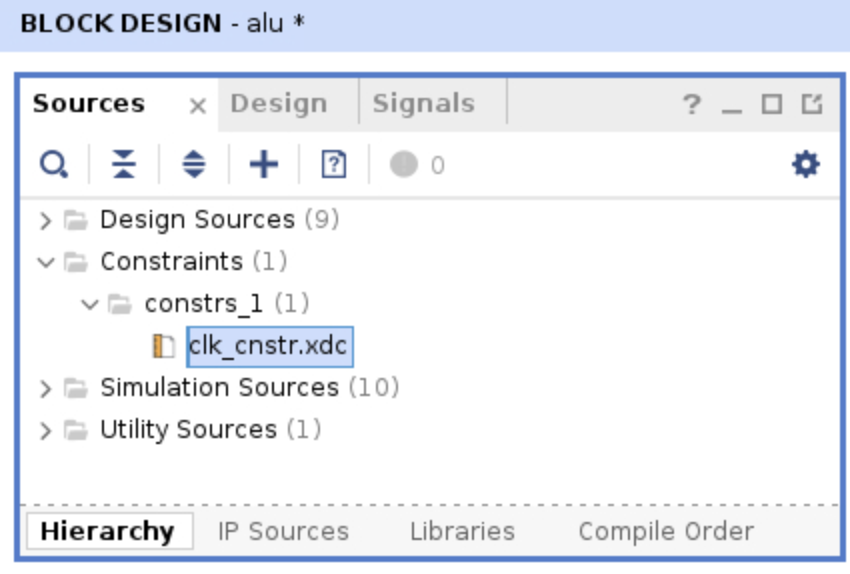 BLOCK DESIGN - alu *
Sources × Design Signals ? _
? 0
Design Sources (9)
Constraints (1)
constrs_1 (1)
clk_cnstr.xdc
Simulation Sources (10)
Utility Sources (1)
Hierarchy IP Sources Libraries Compile Order